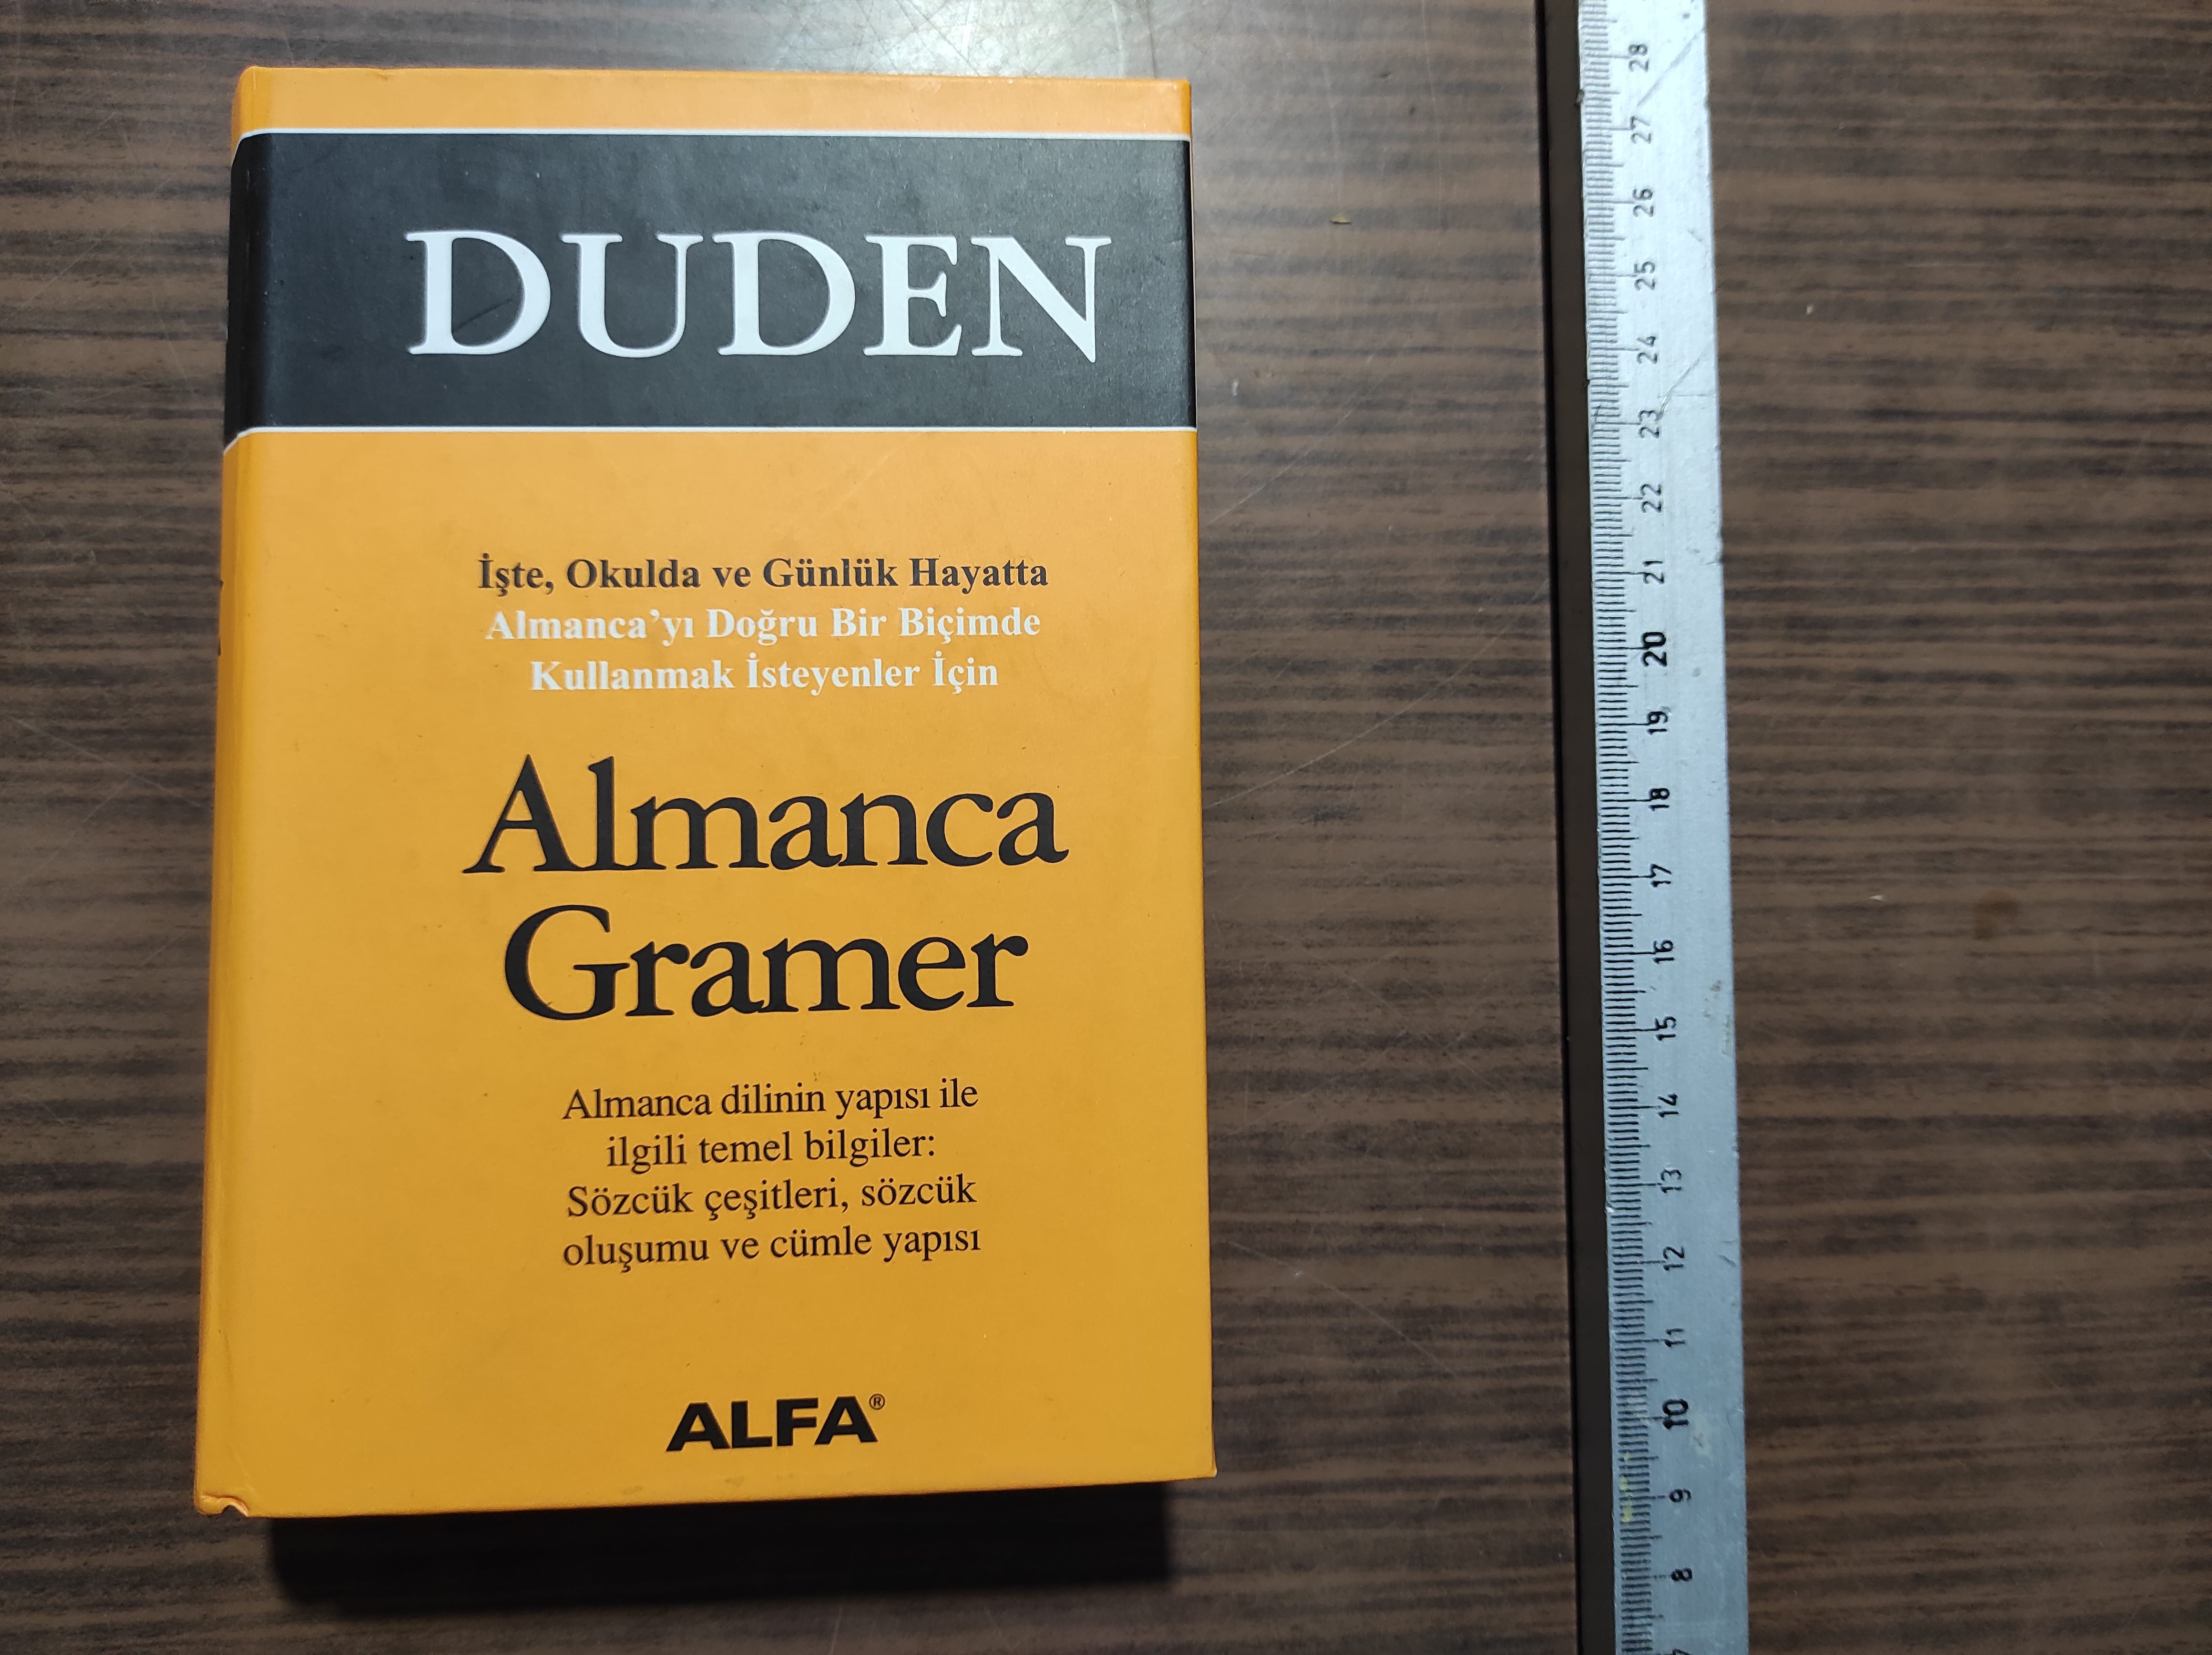 DUDEN
İşte, Okulda ve Günlük Hayatta
Almanca'yı Doğru Bir Biçimde
Kullanmak İsteyenler İçin
Almanca
Gramer
Almanca dilinin yapısı ile
ilgili temel bilgiler:
Sözcük çeşitleri, sözcük
oluşumu ve cümle yapısı
ALFA®
28
27
26
25
24
23
22
21
20
19
18
17
16
15
14
13
12
11
10
9
8